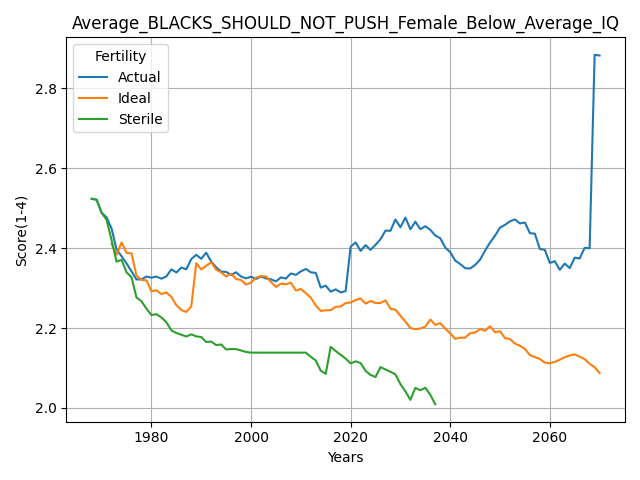 Average_BLACKS_SHOULD_NOT_PUSH_Female_Below_Average_IQ
Fertility
Actual
Ideal
Sterile
Score(1-4)
2.8
2.6
2.4
2.2
2.0
1980
2000
2020
2040
2060
Years